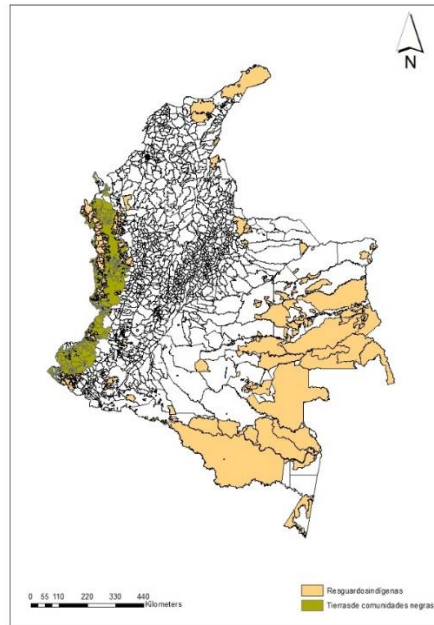 N
0 55 110 220 330 440
Kilometers
Resguardosindígenas
Tierrasde comunidades negras